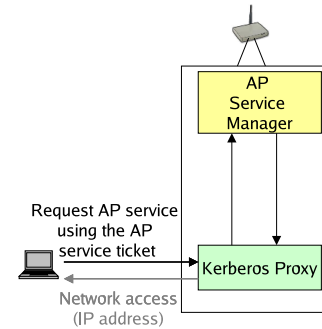 AP
Service
Manager
Request AP service
using the AP
service ticket
Kerberos Proxy
Network access
(IP address)